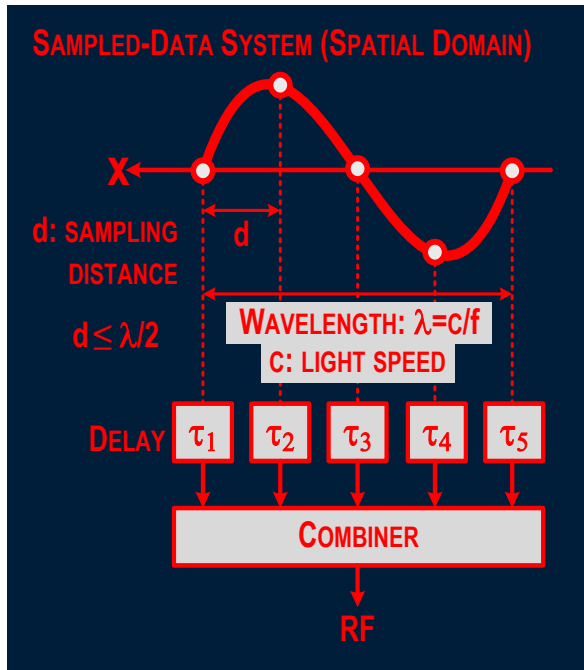 SAMPLED-DATA SYSTEM (SPATIAL DOMAIN)
X
d: SAMPLING
DISTANCE
d
d ≤ λ/2
WAVELENGTH: λ=C/f
C: LIGHT SPEED
DELAY
τ1 τ2 τ3 τ4 τ5
COMBINER
RF